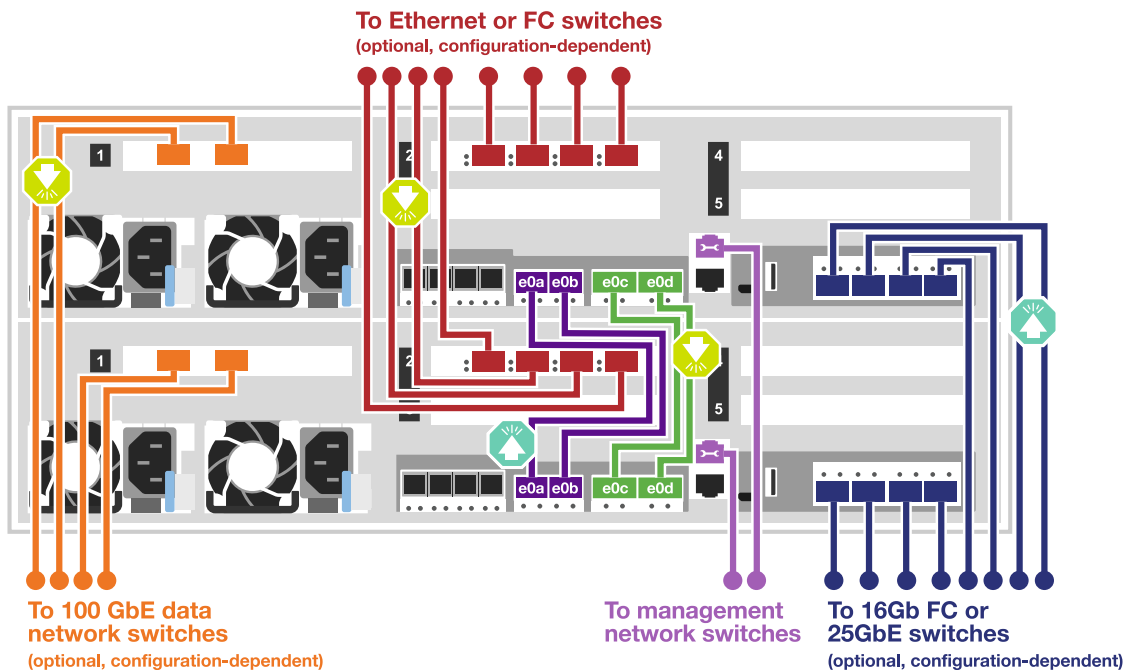 To Ethernet or FC switches
(optional, configuration-dependent)
1
2
4
5
e0a e0b e0c e0d
1
2
5
e0a e0b e0c e0d
To 100 GbE data
network switches
(optional, configuration-dependent)
To management
network switches
To 16Gb FC or
25GbE switches
(optional, configuration-dependent)